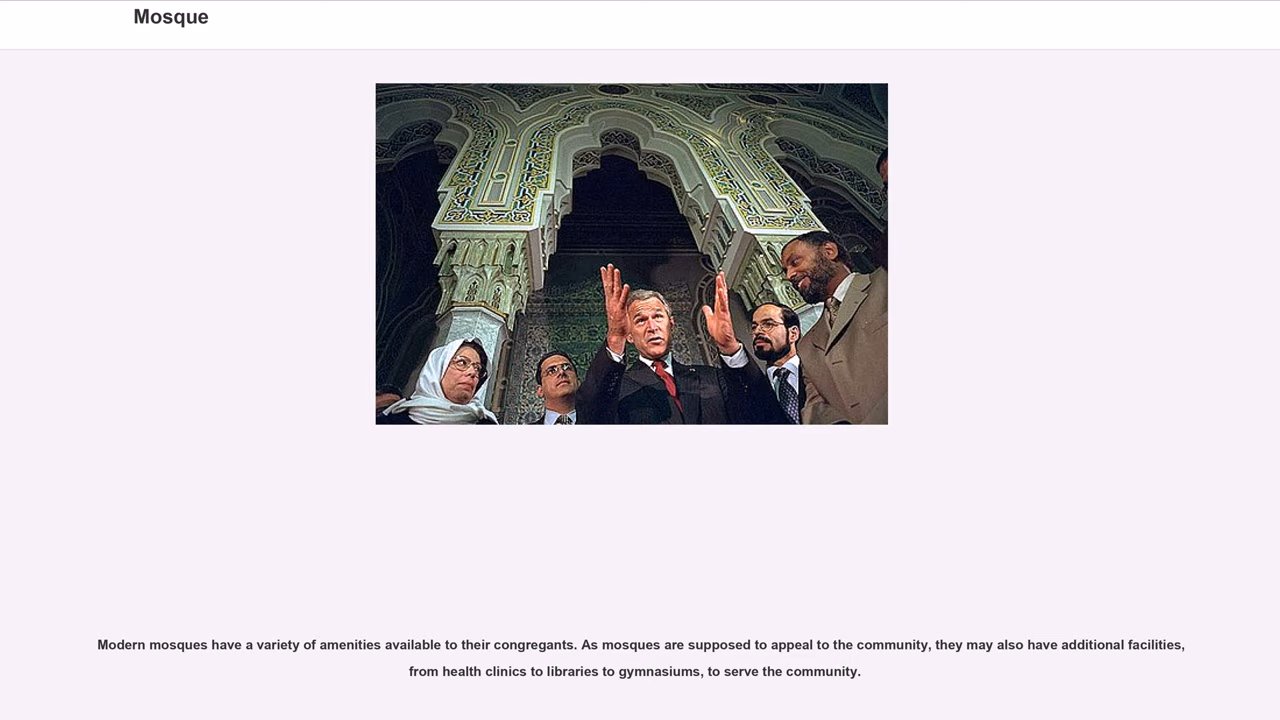 Mosque
Modern mosques have a variety of amenities available to their congregants. As mosques are supposed to appeal to the community, they may also have additional facilities,
from health clinics to libraries to gymnasiums, to serve the community.